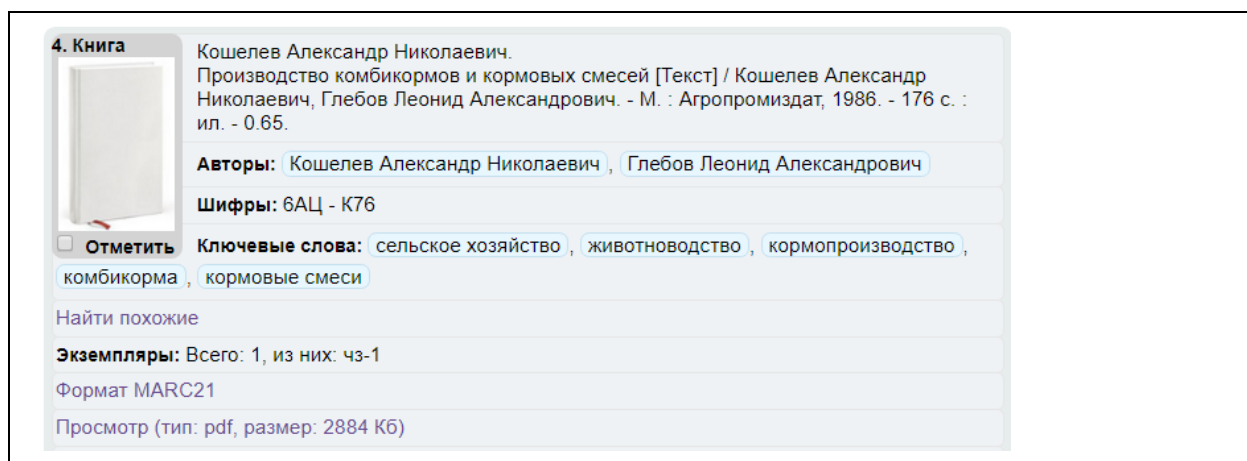 4. Книга
Кошелев Александр Николаевич.
Производство комбикормов и кормовых смесей [Текст] / Кошелев Александр
Николаевич, Глебов Леонид Александрович. - М. : Агропромиздат, 1986. - 176 с. :
ил. - 0.65.
Авторы: Кошелев Александр Николаевич, Глебов Леонид Александрович
Шифры: 6АЦ - К76
Отметить
Ключевые слова: сельское хозяйство, животноводство, кормопроизводство,
комбикорма, кормовые смеси
Найти похожие
Экземпляры: Всего: 1, из них: чз-1
Формат MARC21
Просмотр (тип: pdf, размер: 2884 Кб)